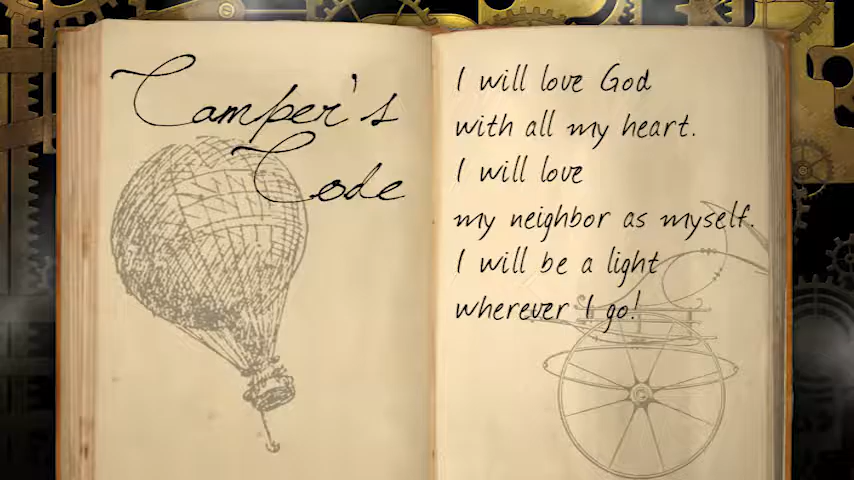 Camper's
Code
I will love God
with all my heart.
I will love
my neighbor as myself.
I will be a light
wherever I go!